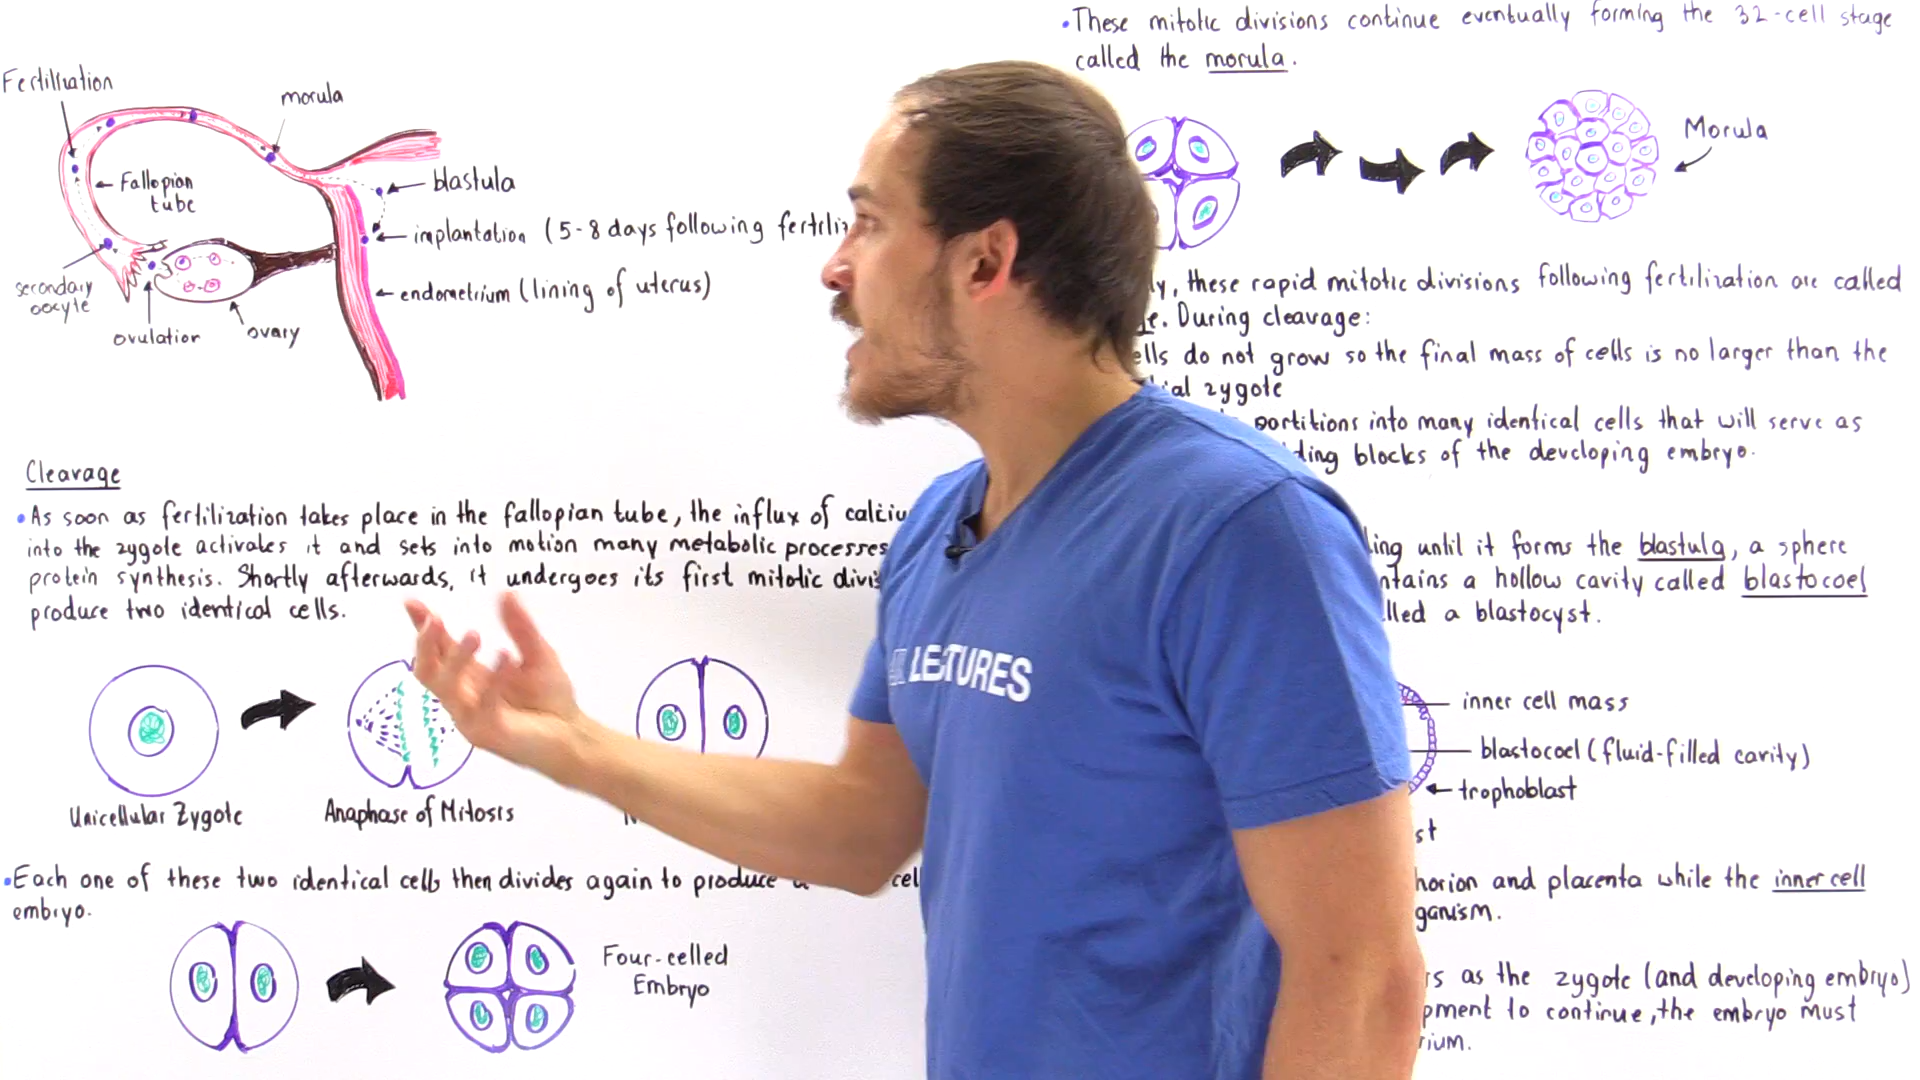 Fertilization
morula
Fallopian
tube
blastula
implantation (5-8 days following
endometrium (lining of uterus)
secondary
oocyte
ovulation
ovary
Cleavage
•As soon as fertilization takes place in the fallopian tube, the influx of
into the zygote activates it and sets into motion many metabolic processes
protein synthesis. Shortly afterwards, it undergoes its first mitotic
produce two identical cells.
Unicellular Zygote
Anaphase of Mitosis
•Each one of these two identical cells then divides again to produce
embryo.
Four-celled
Embryo
LECTURES
•These mitotic divisions continue eventually forming the 32-cell stage
called the morula.
Morula
these rapid mitotic divisions following fertilization are called
During cleavage:
do not grow so the final mass of cells is no larger than the
zygote
partitions into many identical cells that will serve as
blocks of the developing embryo.
until it forms the blastula, a sphere
a hollow cavity called blastocoel
a blastocyst.
inner cell mass
blastocoel (fluid-filled cavity)
trophoblast
and placenta while the inner cell
as the zygote (and developing embryo)
to continue, the embryo must